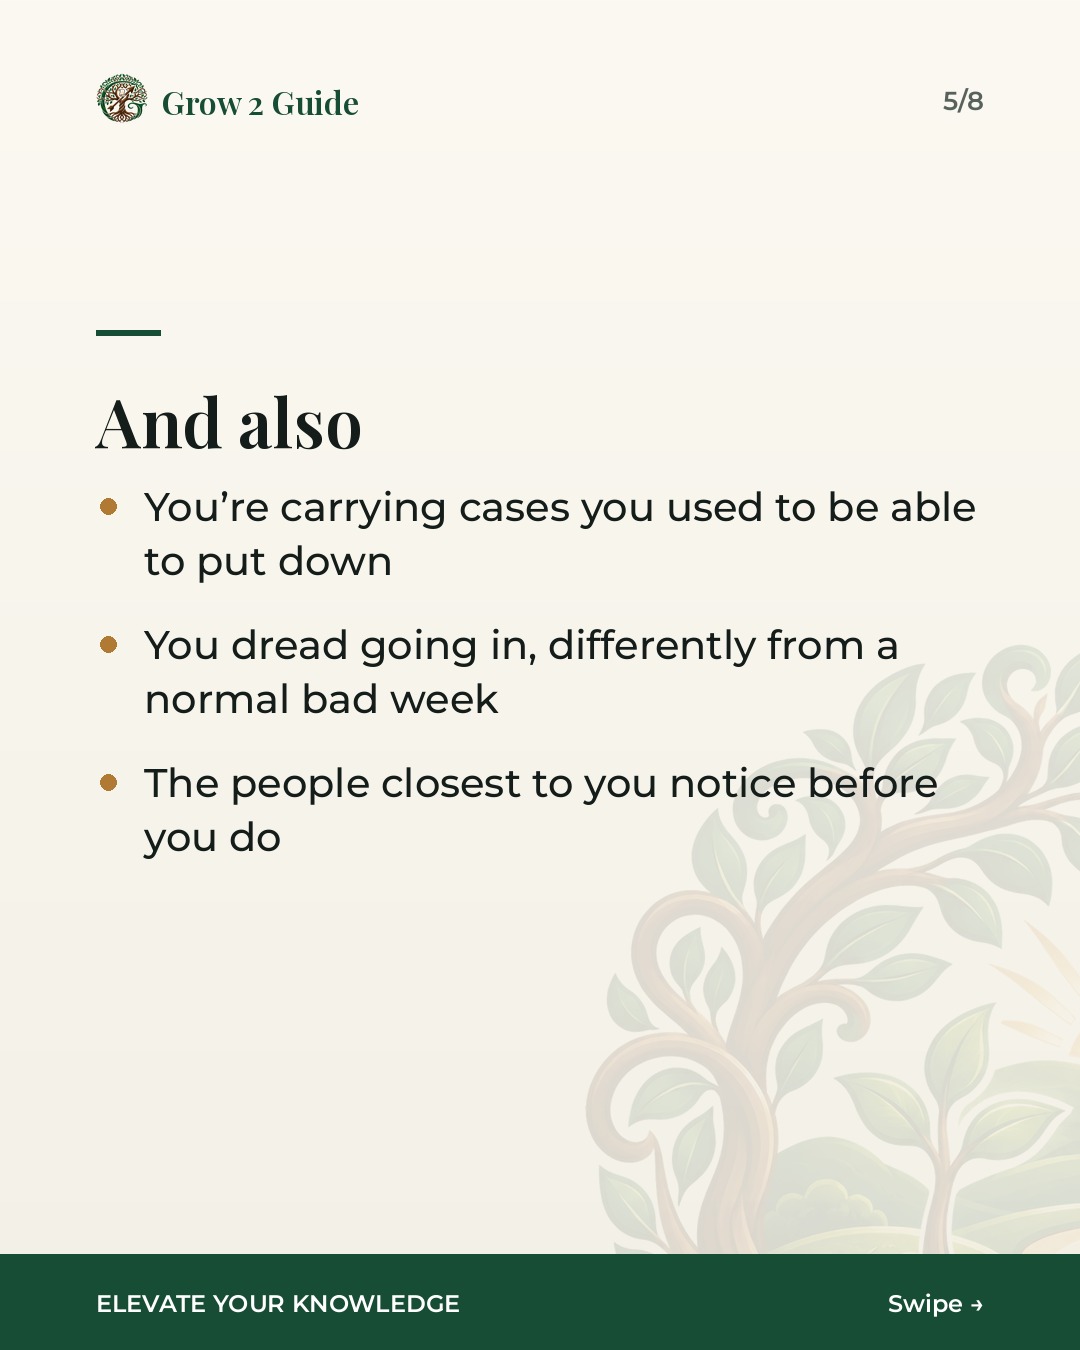 Grow 2 Guide
5/8
And also
You’re carrying cases you used to be able
to put down
You dread going in, differently from a
normal bad week
The people closest to you notice before
you do
ELEVATE YOUR KNOWLEDGE
Swipe →